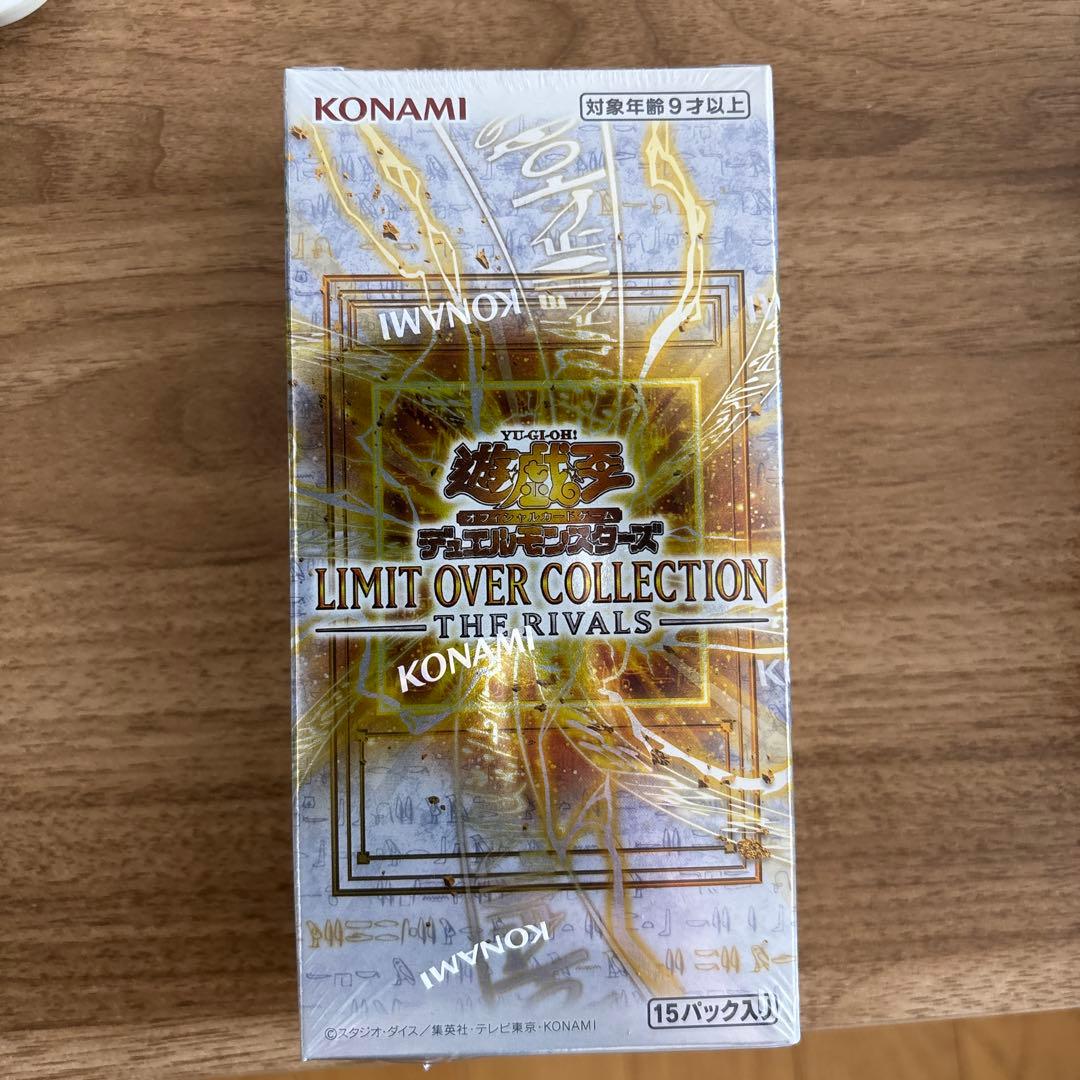 KONAMI
対象年齢9才以上
KONAMI
YU-GI-OH!
遊戯王
オフィシャルカードゲーム
デュエルモンスターズ
LIMIT OVER COLLECTION
THE RIVALS
KONAMI
K
KONAMI
15パック入り
©スタジオ・ダイス／集英社・テレビ東京・KONAMI